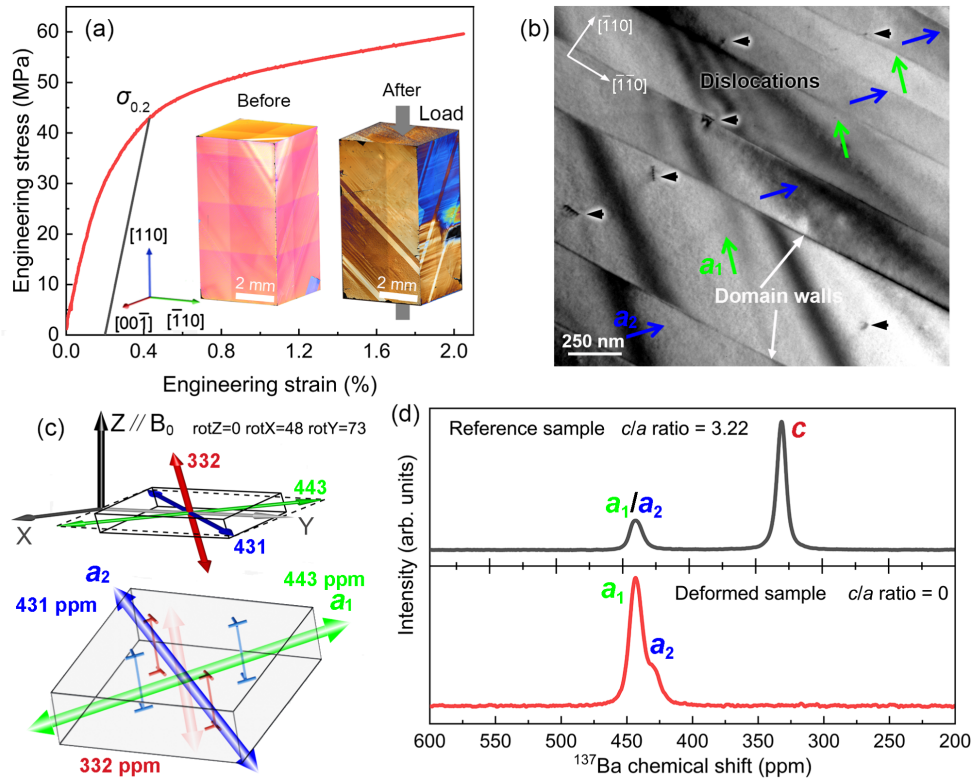 (a)
60
50
40
30
20
10
0
Engineering stress (MPa)
σ0.2
Before
After
Load
2 mm
2 mm
[110]
[001̄]
[1̄10]
0.0 0.4 0.8 1.2 1.6 2.0
Engineering strain (%)
(b)
[1̄10]
[1̄1̄0]
Dislocations
a1
a2
Domain walls
250 nm
(c)
Z // B0 rotZ=0 rotX=48 rotY=73
332
443
X
Y
431
a2
443 ppm
431 ppm
a1
332 ppm
(d)
Reference sample c/a ratio = 3.22
c
a1/a2
Intensity (arb. units)
a1
Deformed sample c/a ratio = 0
a2
600 550 500 450 400 350 300 250 200
137Ba chemical shift (ppm)